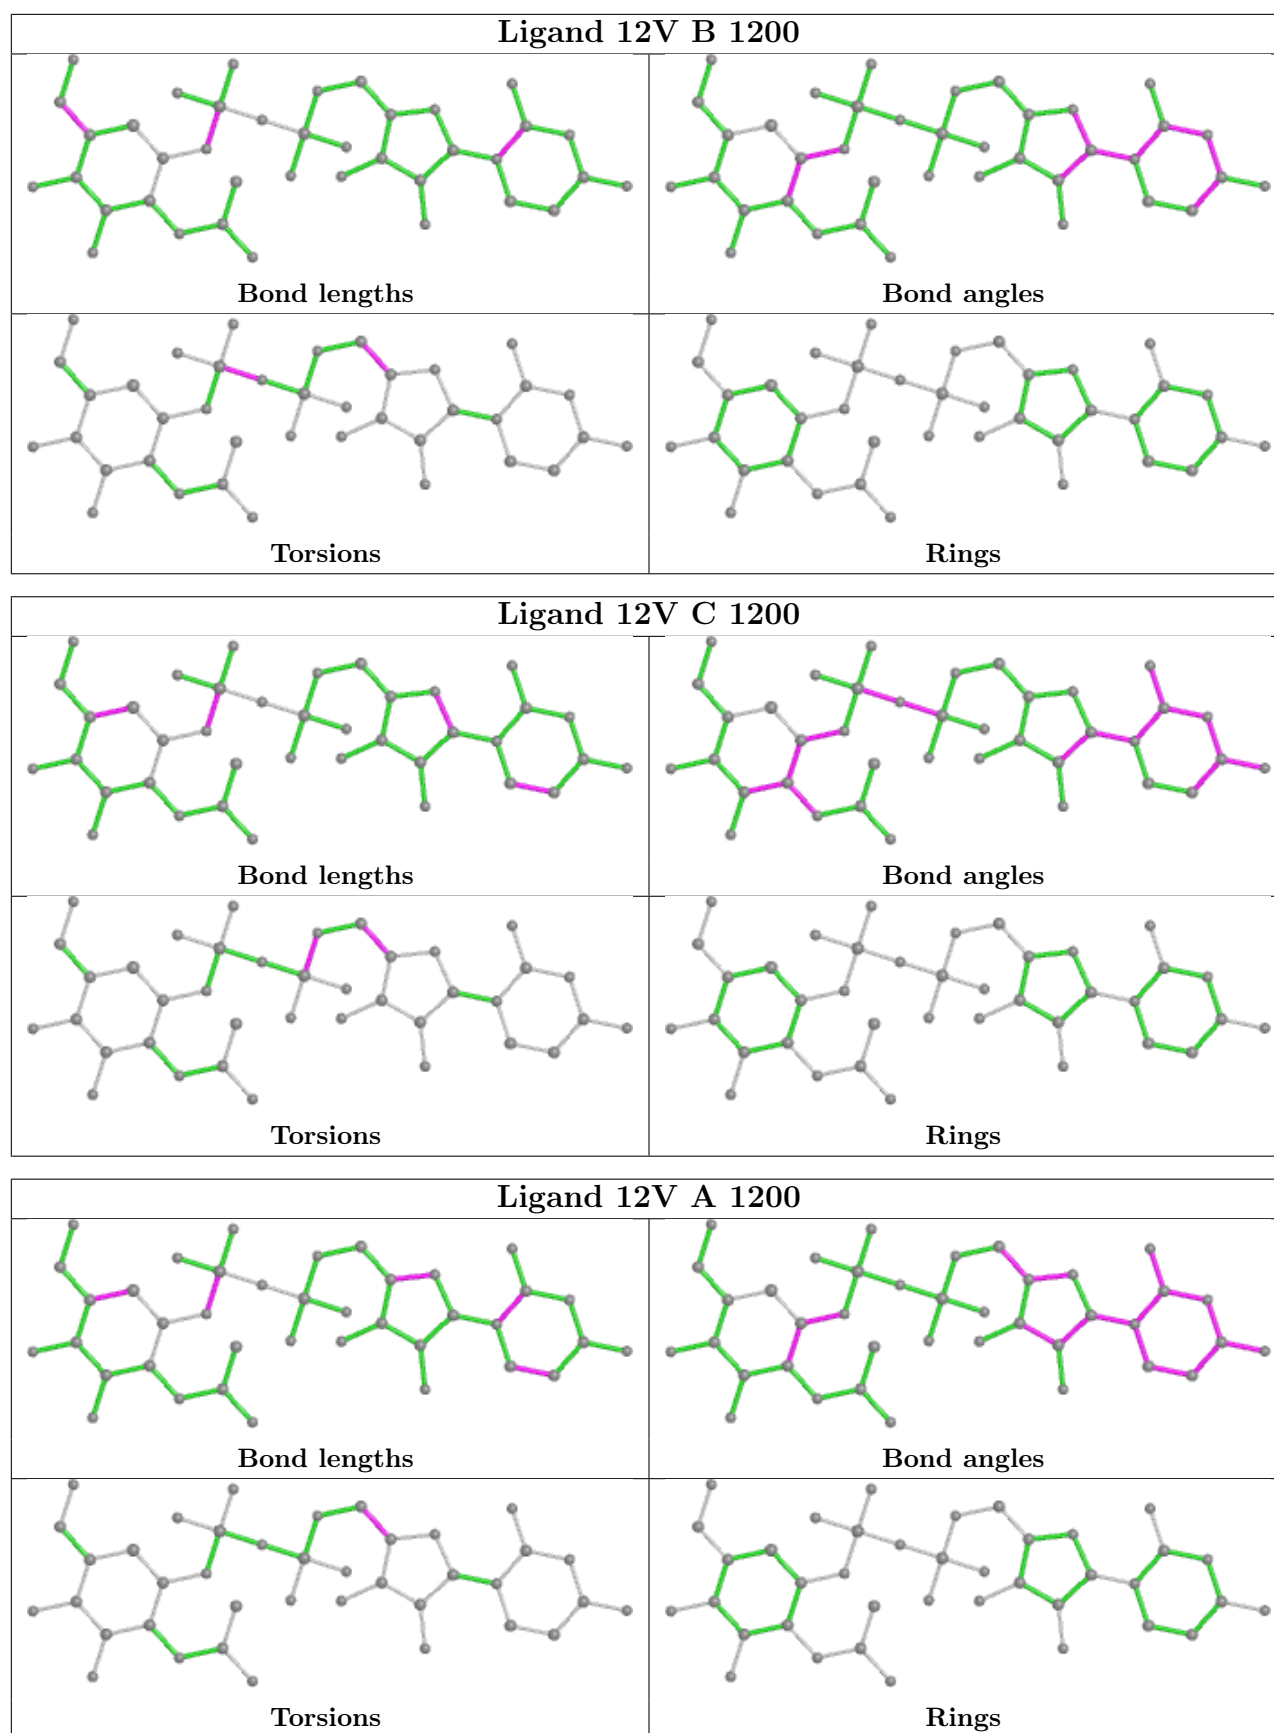 Ligand 12V B 1200
Bond lengths
Bond angles
Torsions
Rings
Ligand 12V C 1200
Bond lengths
Bond angles
Torsions
Rings
Ligand 12V A 1200
Bond lengths
Bond angles
Torsions
Rings